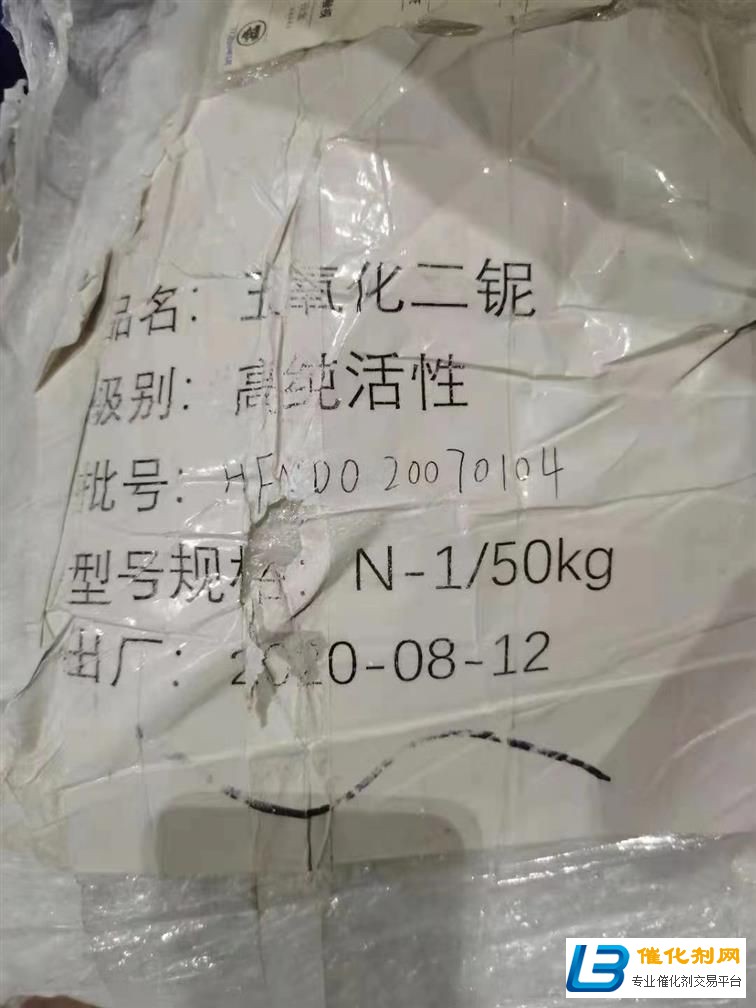 品名：五氧化二铌
级别：高纯活性
批号：HFNDO 20070104
型号规格：N-1/50kg
出厂：2020-08-12
催化剂网
专业催化剂交易平台